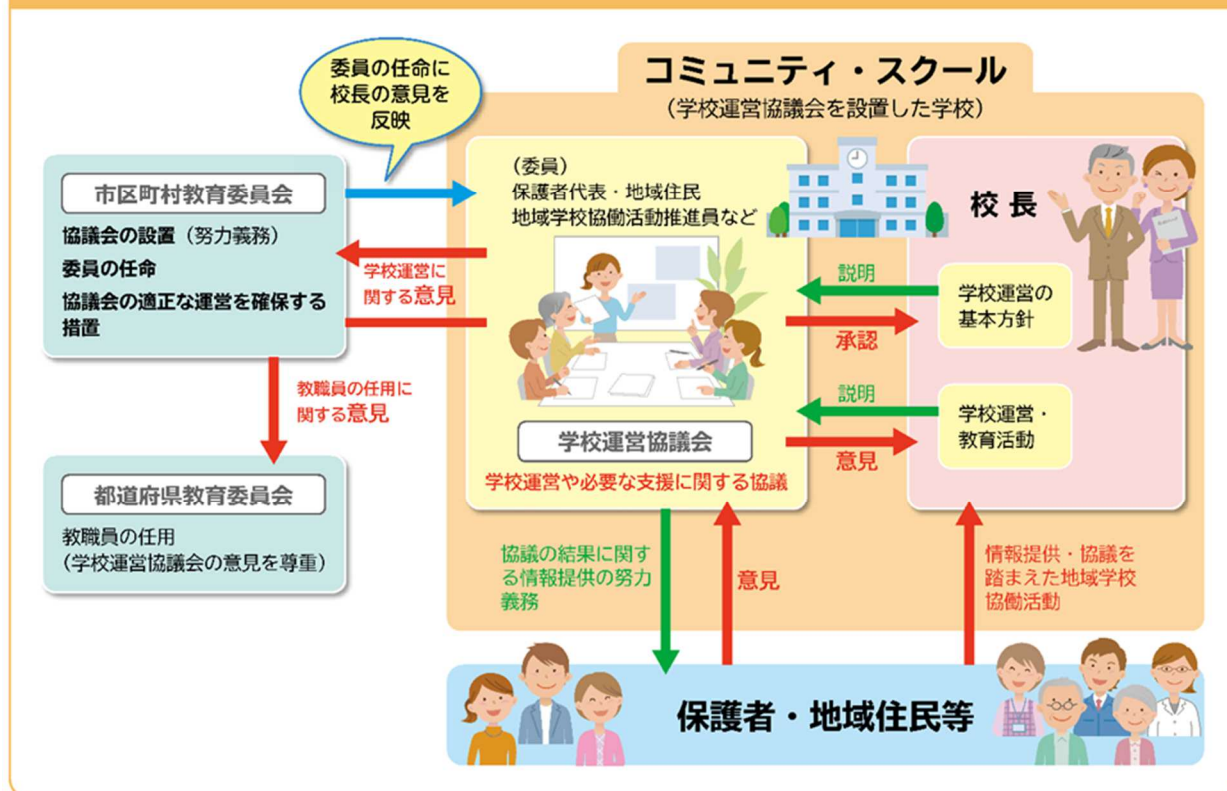 コミュニティ・スクール
(学校運営協議会を設置した学校)
委員の任命に
校長の意見を
反映
市区町村教育委員会
協議会の設置(努力義務)
委員の任命
協議会の適正な運営を確保する
措置
学校運営に
関する意見
教職員の任用に
関する意見
都道府県教育委員会
教職員の任用
(学校運営協議会の意見を尊重)
(委員)
保護者代表・地域住民
地域学校協働活動推進員など
学校運営協議会
学校運営や必要な支援に関する協議
校長
説明
承認
学校運営の
基本方針
説明
意見
学校運営・
教育活動
協議の結果に関す
る情報提供の努力
義務
意見
情報提供・協議を
踏まえた地域学校
協働活動
保護者・地域住民等